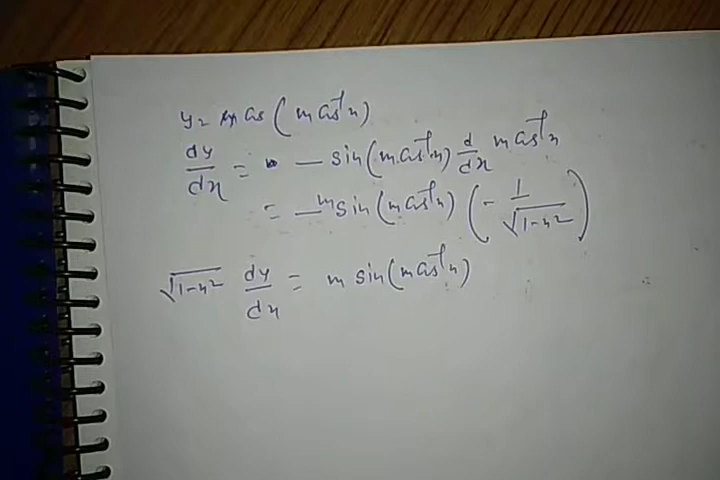 y = cos (m cos⁻¹x)
dy/dx = – sin(m cos⁻¹x) d/dx m cos⁻¹x
= – m sin(m cos⁻¹x) (– 1/√(1–x²))
√(1–x²) dy/dx = m sin(m cos⁻¹x)